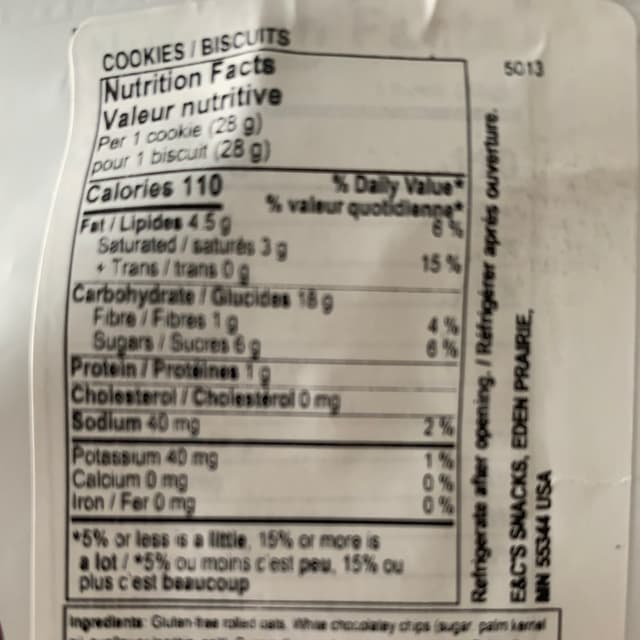 COOKIES / BISCUITS
Nutrition Facts
Valeur nutritive
Per 1 cookie (28 g)
pour 1 biscuit (28 g)
Calories 110
% Daily Value*
% valeur quotidienne*
Fat / Lipides 4.5 g 6 %
Saturated / saturés 3 g
+ Trans / trans 0 g 15 %
Carbohydrate / Glucides 18 g
Fibre / Fibres 1 g 4 %
Sugars / Sucres 6 g 6 %
Protein / Protéines 1 g
Cholesterol / Cholestérol 0 mg
Sodium 40 mg 2 %
Potassium 40 mg 1 %
Calcium 0 mg 0 %
Iron / Fer 0 mg 0 %
*5% or less is a little, 15% or more is
a lot / *5% ou moins c'est peu, 15% ou
plus c'est beaucoup
Ingredients: Gluten-free rolled oats, White chocolatey chips (sugar, palm kernel
5013
Refrigerate after opening. / Réfrigérer après ouverture.
E&C'S SNACKS, EDEN PRAIRIE,
MN 55344 USA